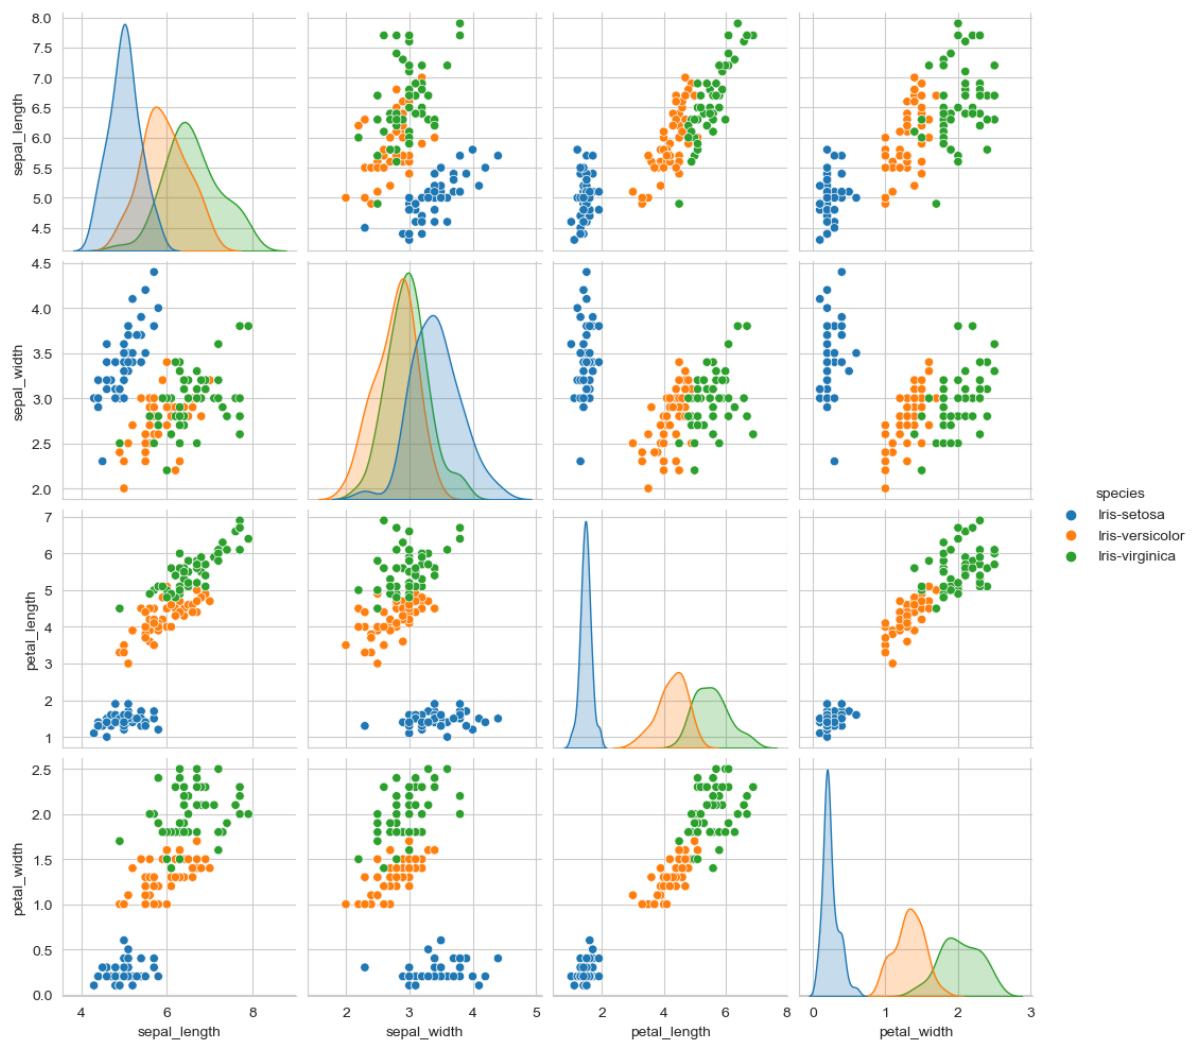 8.0
7.5
7.0
6.5
6.0
5.5
5.0
4.5
sepal_length
4.5
4.0
3.5
3.0
2.5
2.0
sepal_width
species
Iris-setosa
Iris-versicolor
Iris-virginica
7
6
5
4
3
2
1
petal_length
2.5
2.0
1.5
1.0
0.5
0.0
petal_width
4 6 8
2 3 4 5
2 4 6 8
0 1 2 3
sepal_length
sepal_width
petal_length
petal_width